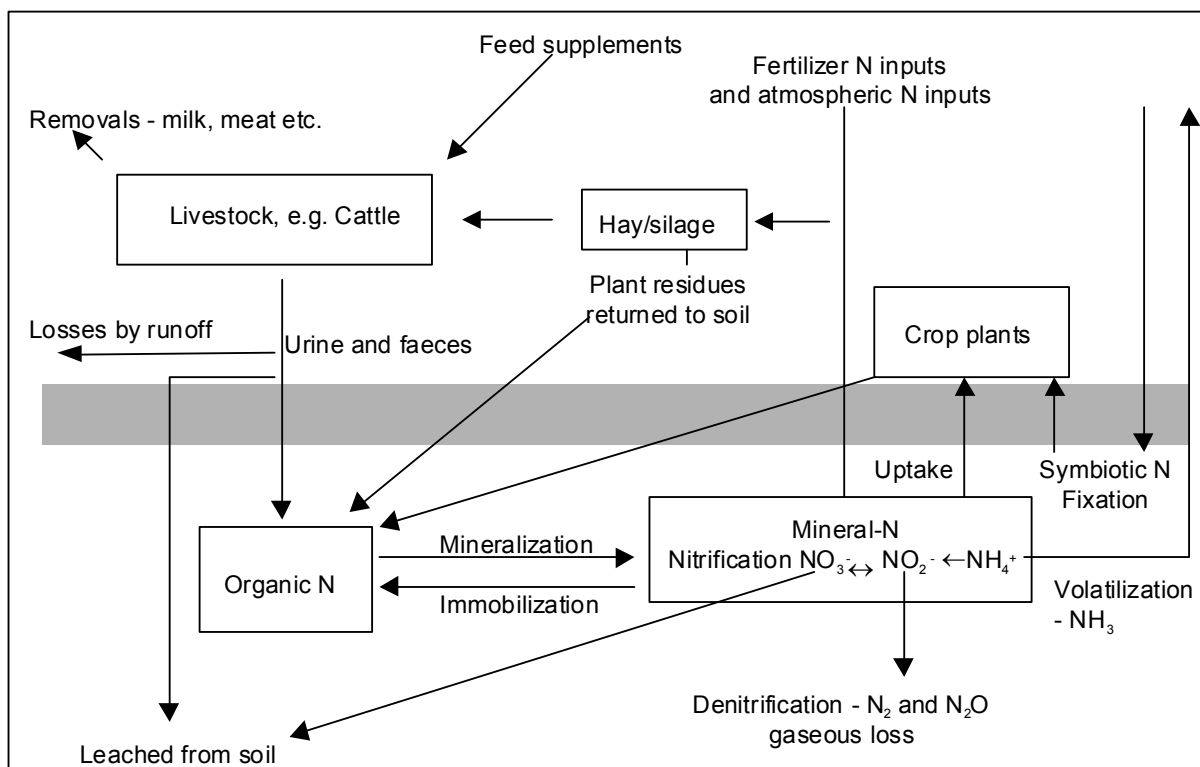 Feed supplements
Fertilizer N inputs
and atmospheric N inputs
Removals - milk, meat etc.
Livestock, e.g. Cattle
Hay/silage
Plant residues
returned to soil
Losses by runoff
Urine and faeces
Crop plants
Uptake
Symbiotic N
Fixation
Mineral-N
Nitrification NO₃⁻ ↔ NO₂⁻ ←NH₄⁺
Mineralization
Organic N
Immobilization
Volatilization
- NH₃
Denitrification - N₂ and N₂O
gaseous loss
Leached from soil